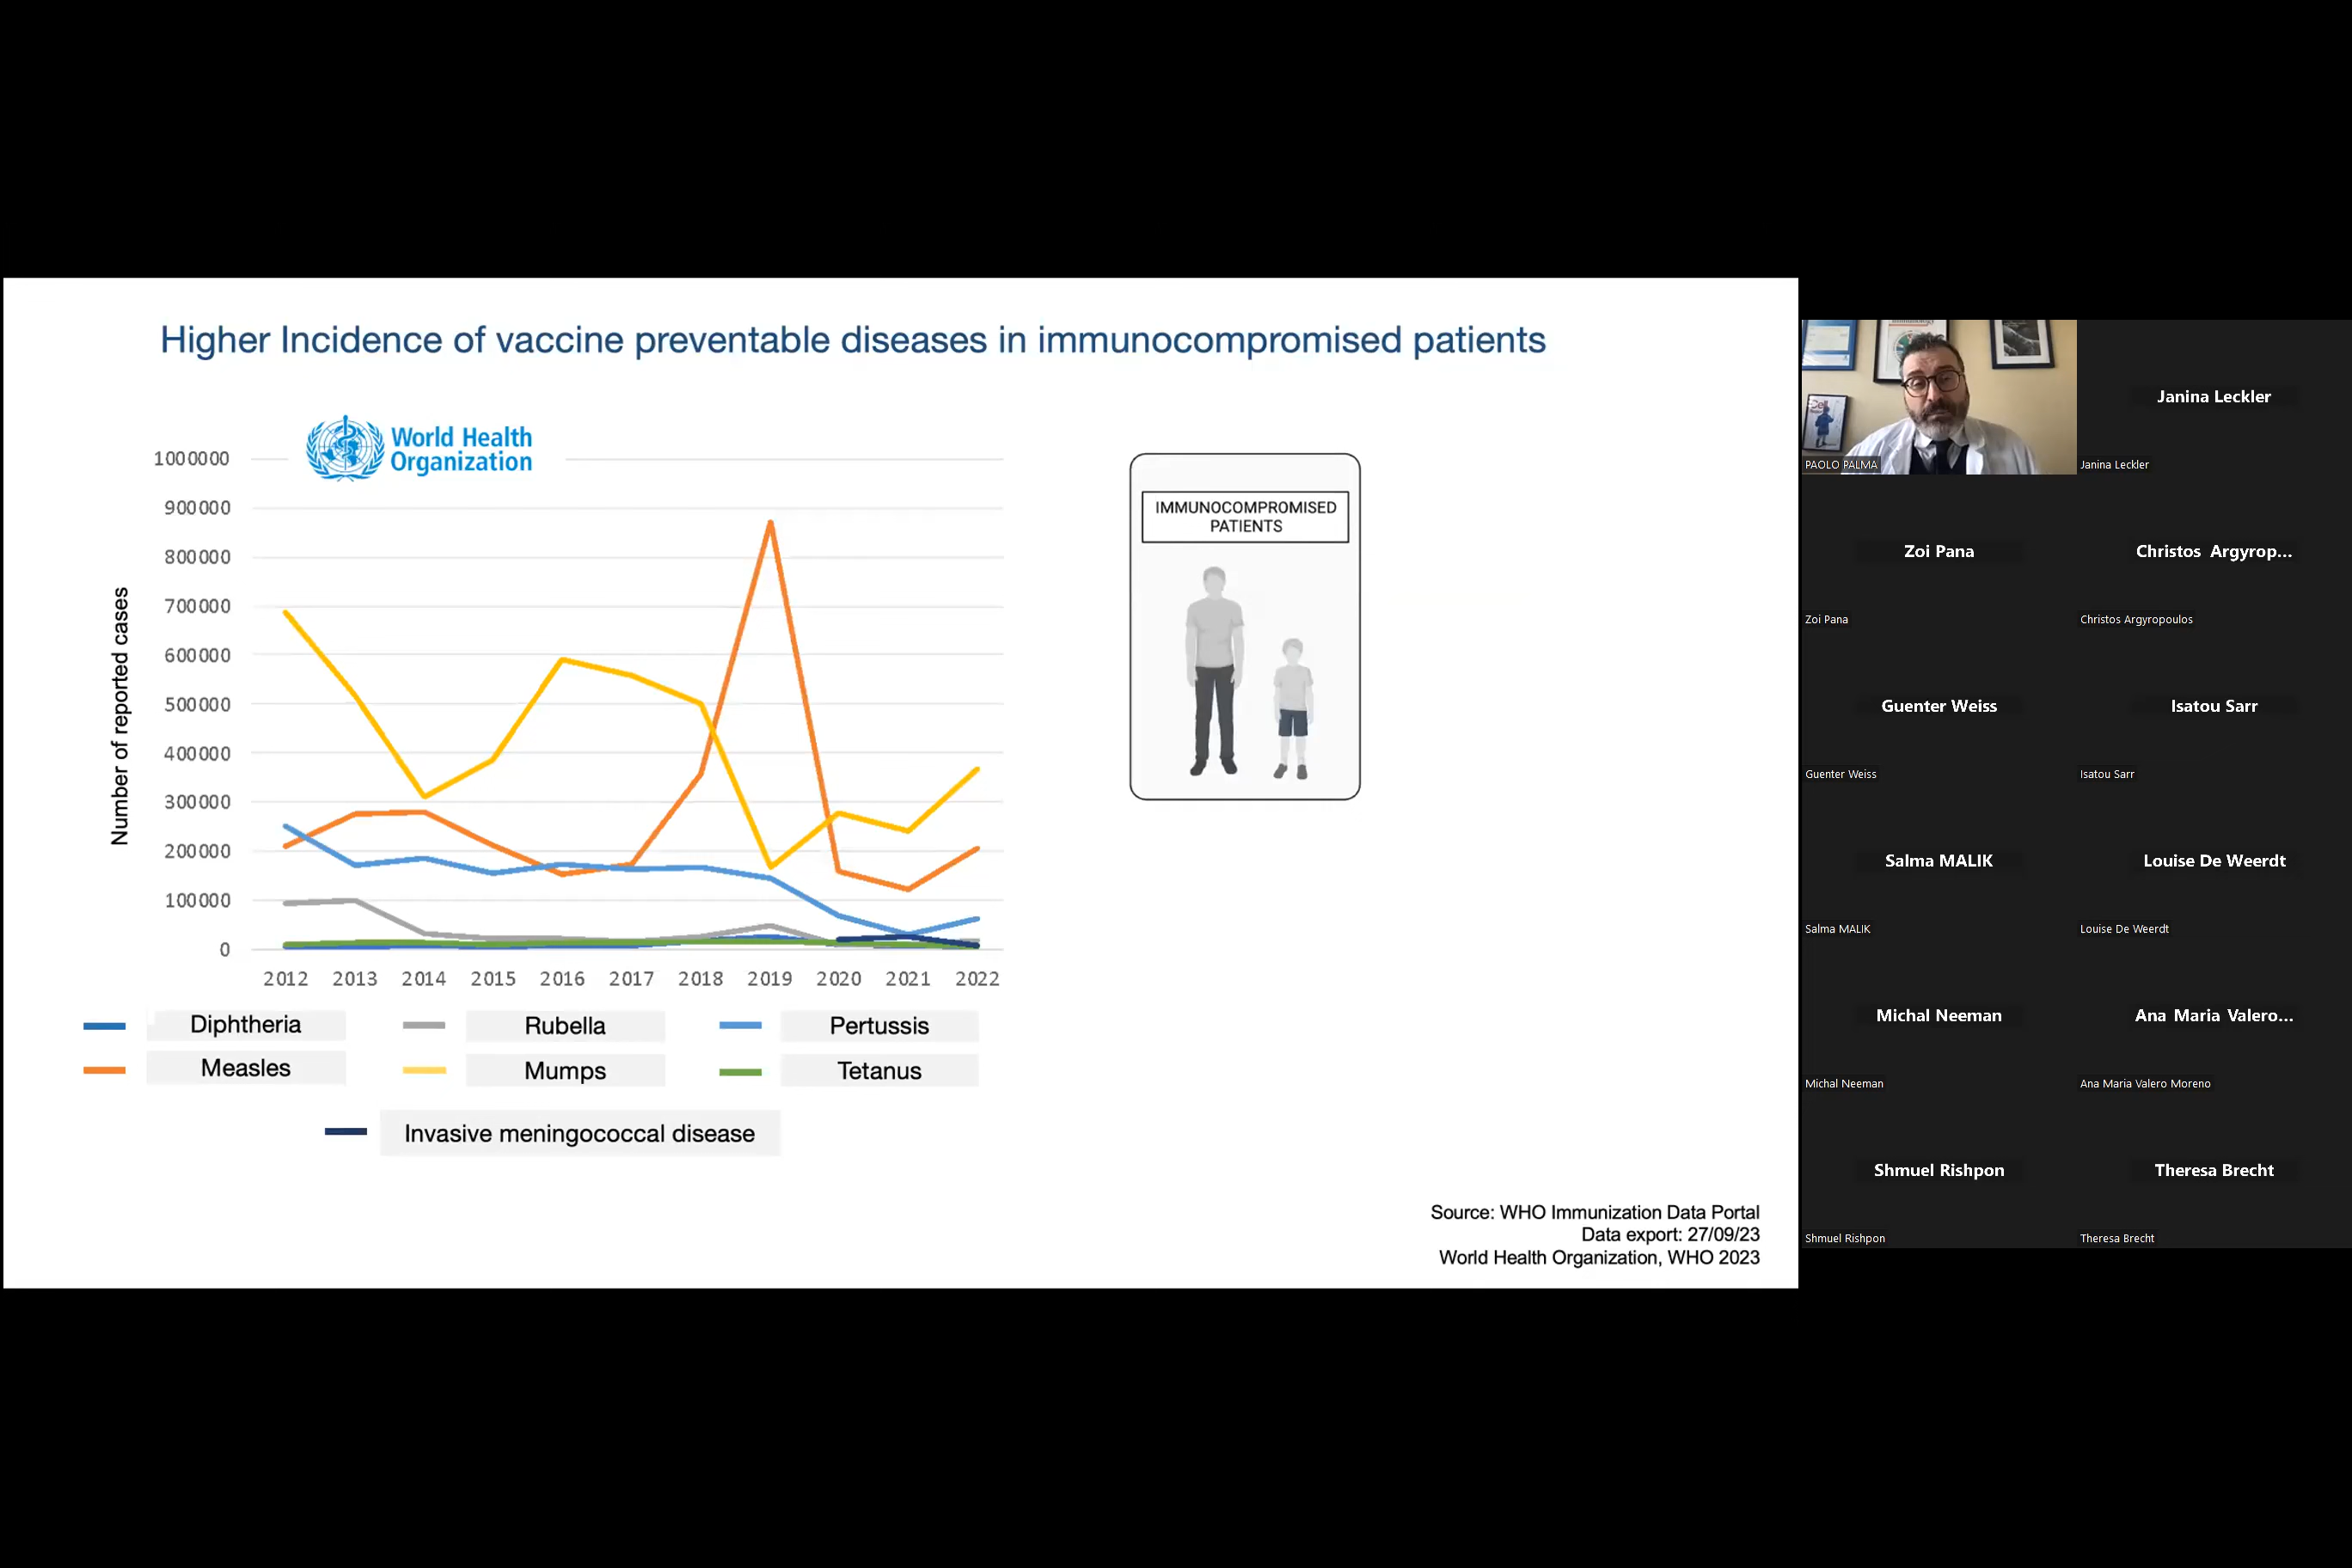 Higher Incidence of vaccine preventable diseases in immunocompromised patients
World Health
Organization
Number of reported cases
1000000
900000
800000
700000
600000
500000
400000
300000
200000
100000
0
2012 2013 2014 2015 2016 2017 2018 2019 2020 2021 2022
Diphtheria Rubella Pertussis
Measles Mumps Tetanus
Invasive meningococcal disease
IMMUNOCOMPROMISED
PATIENTS
Source: WHO Immunization Data Portal
Data export: 27/09/23
World Health Organization, WHO 2023
Cell
PAOLO PALMA
Janina Leckler
Janina Leckler
Zoi Pana
Zoi Pana
Christos Argyrop...
Christos Argyropoulos
Guenter Weiss
Guenter Weiss
Isatou Sarr
Isatou Sarr
Salma MALIK
Salma MALIK
Louise De Weerdt
Louise De Weerdt
Michal Neeman
Michal Neeman
Ana Maria Valero...
Ana Maria Valero Moreno
Shmuel Rishpon
Shmuel Rishpon
Theresa Brecht
Theresa Brecht